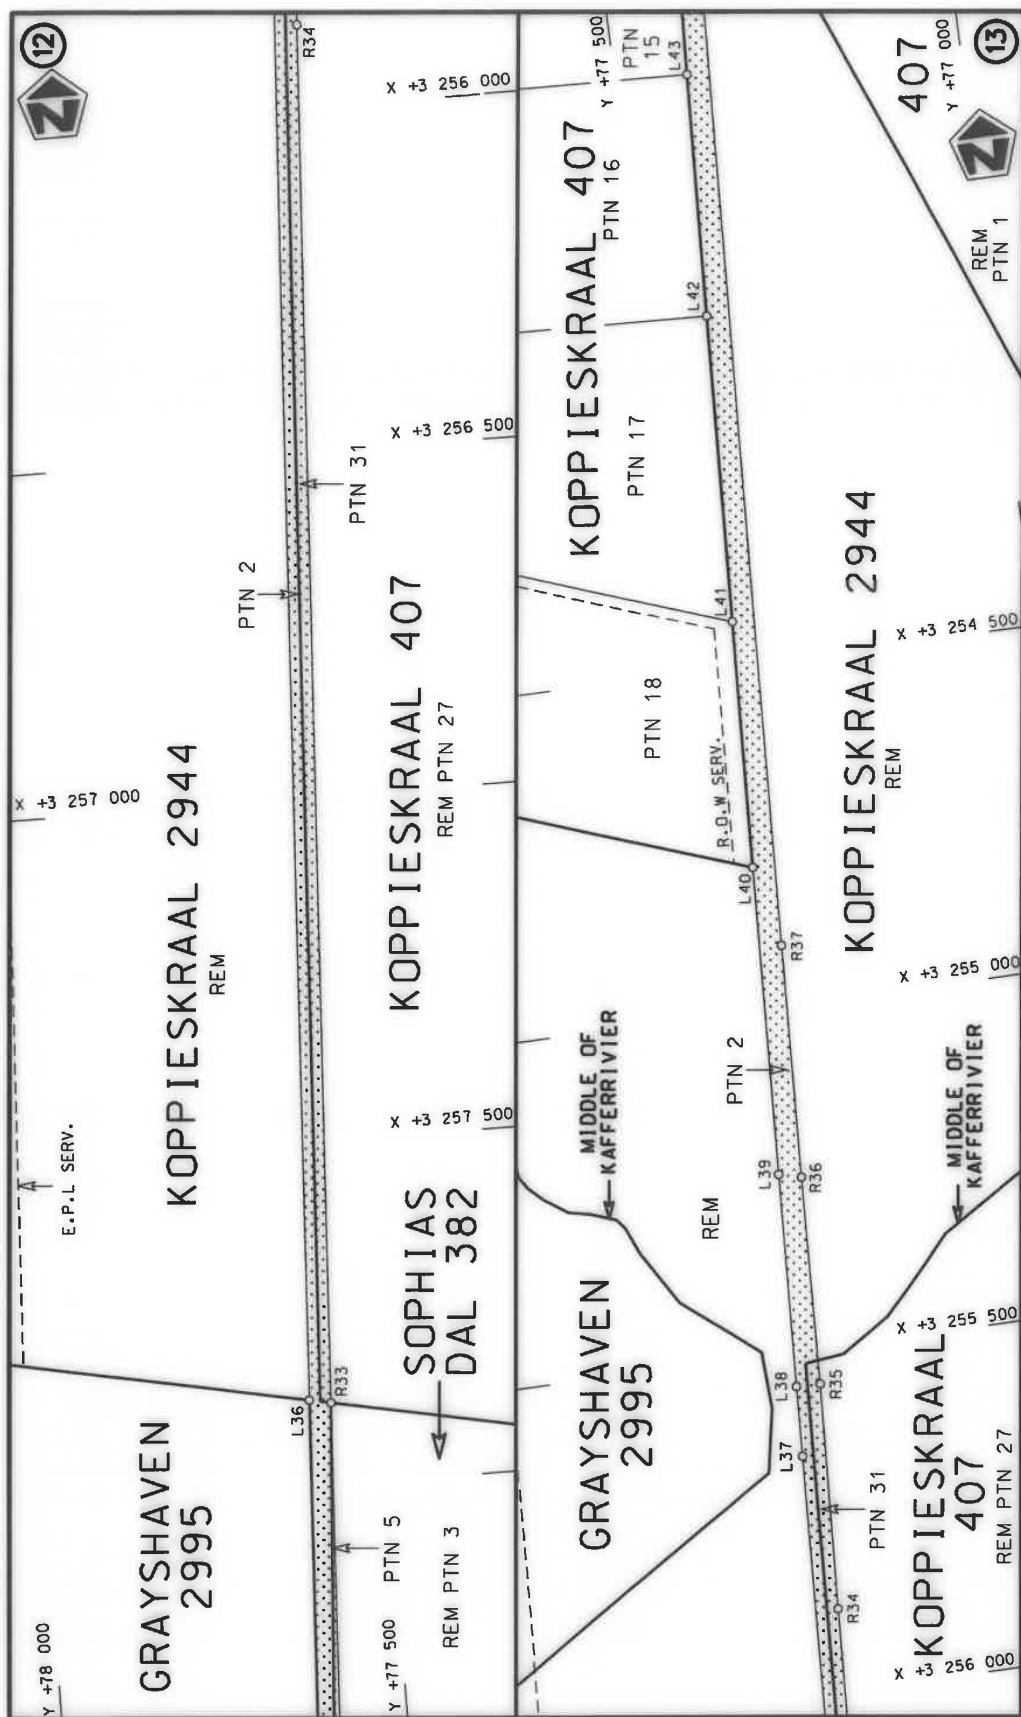 12
Y +78 000
GRAYSHAVEN
2995
E.P.L SERV.
KOPPIESKRAAL 2944
REM
X +3 257 000
PTN 2
L36
R33
R34
PTN 31
Y +77 500
PTN 5
REM PTN 3
SOPHIAS
DAL 382
X +3 257 500
KOPPIESKRAAL 407
REM PTN 27
X +3 256 500
X +3 256 000
GRAYSHAVEN
2995
MIDDLE OF
KAFFERRIVIER
REM
PTN 2
PTN 18
R.O.W SERV.
PTN 17
KOPPIESKRAAL 407
PTN 16
Y +77 500
PTN
15
L37
L38
L39
L40
L41
L42
L43
R34
R35
R36
R37
PTN 31
KOPPIESKRAAL
407
REM PTN 27
X +3 256 000
X +3 255 500
MIDDLE OF
KAFFERRIVIER
X +3 255 000
KOPPIESKRAAL 2944
REM
X +3 254 500
REM
PTN 1
407
Y +77 000
13